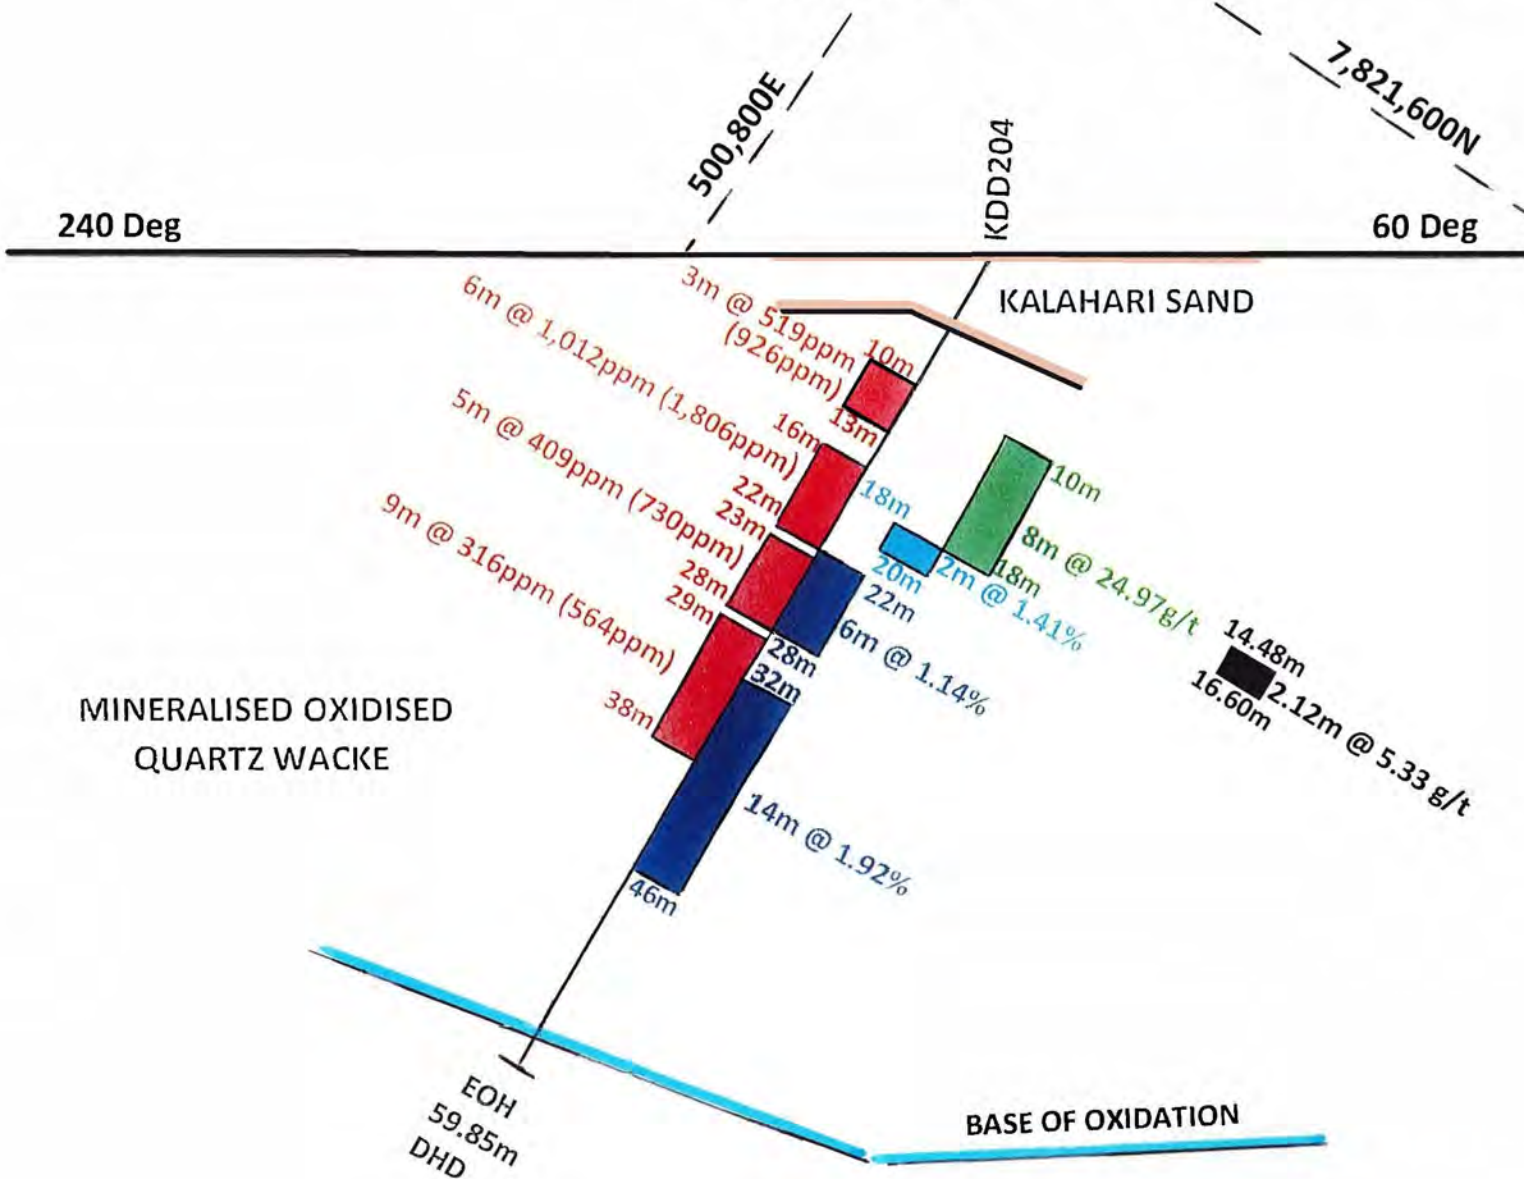 500,800E
7,821,600N
KDD204
240 Deg
60 Deg
KALAHARI SAND
3m @ 519ppm
(926ppm)
10m
13m
6m @ 1,012ppm (1,806ppm)
16m
22m
5m @ 409ppm (730ppm)
23m
28m
9m @ 316ppm (564ppm)
29m
38m
18m
20m
2m @ 1.41%
10m
8m @ 24.97g/t
18m
22m
6m @ 1.14%
28m
32m
14m @ 1.92%
46m
14.48m
16.60m
2.12m @ 5.33 g/t
MINERALISED OXIDISED
QUARTZ WACKE
EOH
59.85m
DHD
BASE OF OXIDATION